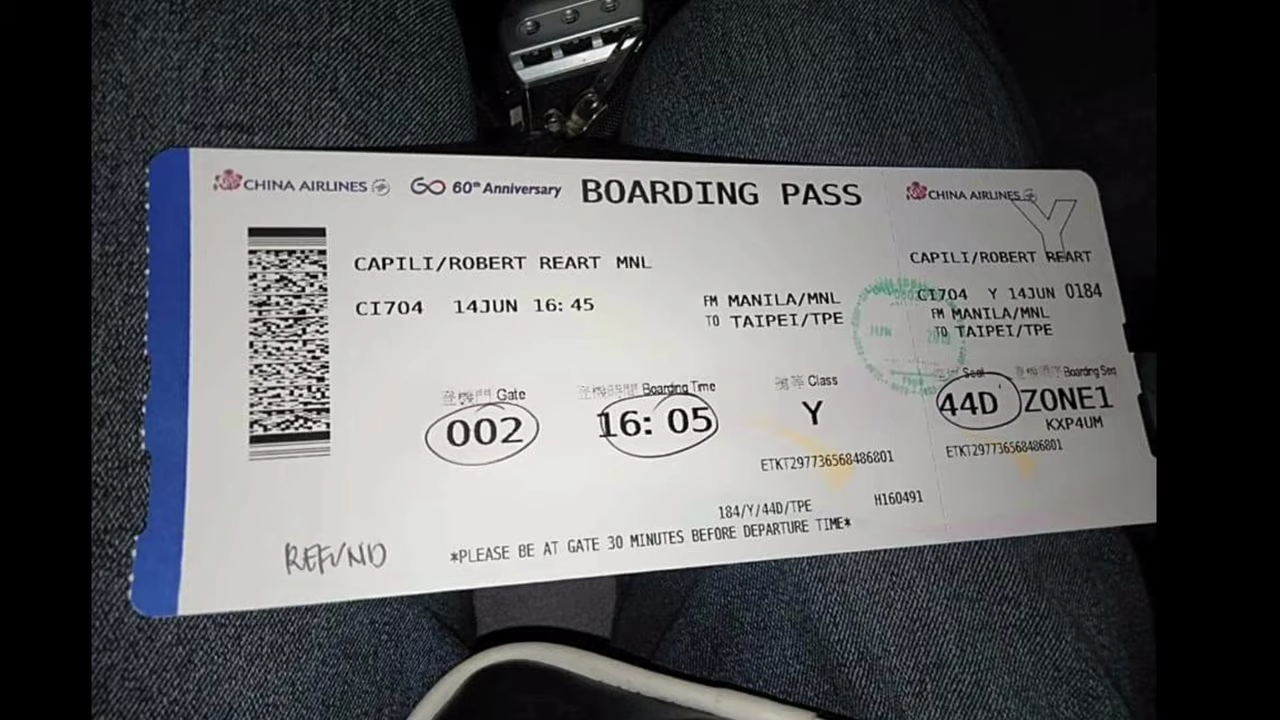 CHINA AIRLINES 60th Anniversary BOARDING PASS
CAPILI/ROBERT REART MNL
CI704 14JUN 16:45
FM MANILA/MNL
TO TAIPEI/TPE
登機門 Gate
002
登機時間 Boarding Time
16:05
艙等 Class
Y
ETKT297736568486801
184/Y/44D/TPE H160491
*PLEASE BE AT GATE 30 MINUTES BEFORE DEPARTURE TIME*
REFUND
CHINA AIRLINES
Y
CAPILI/ROBERT REART
CI704 Y 14JUN 0184
FM MANILA/MNL
TO TAIPEI/TPE
Seat
44D
Boarding Seq
ZONE1
KXP4UM
ETKT297736568486801